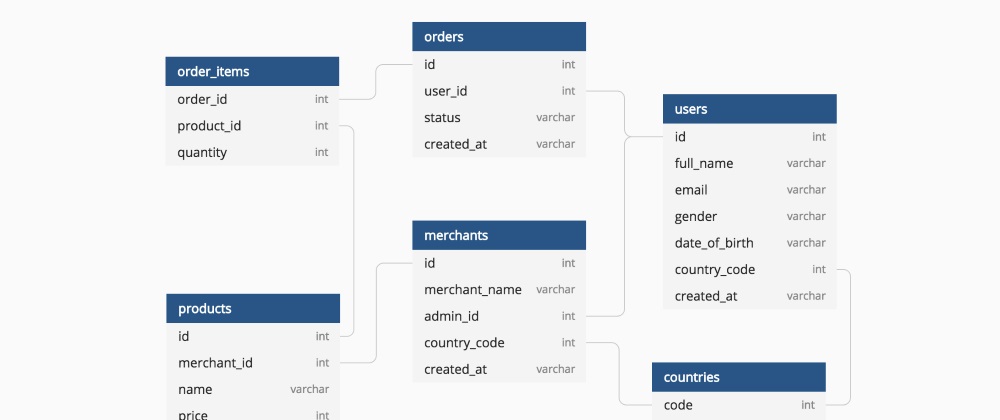 orders
id int
user_id int
status varchar
created_at varchar
order_items
order_id int
product_id int
quantity int
users
id int
full_name varchar
email varchar
gender varchar
date_of_birth varchar
country_code int
created_at varchar
merchants
id int
merchant_name varchar
admin_id int
country_code int
created_at varchar
products
id int
merchant_id int
name varchar
price int
countries
code int